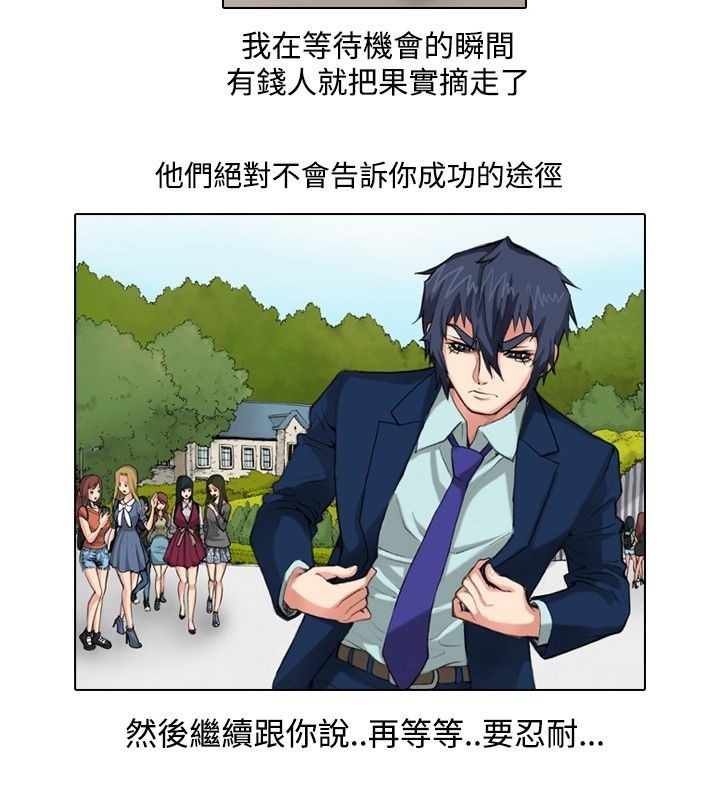 我在等待機會的瞬間
有錢人就把果實摘走了
他們絕對不會告訴你成功的途徑
然後繼續跟你說..再等等..要忍耐...